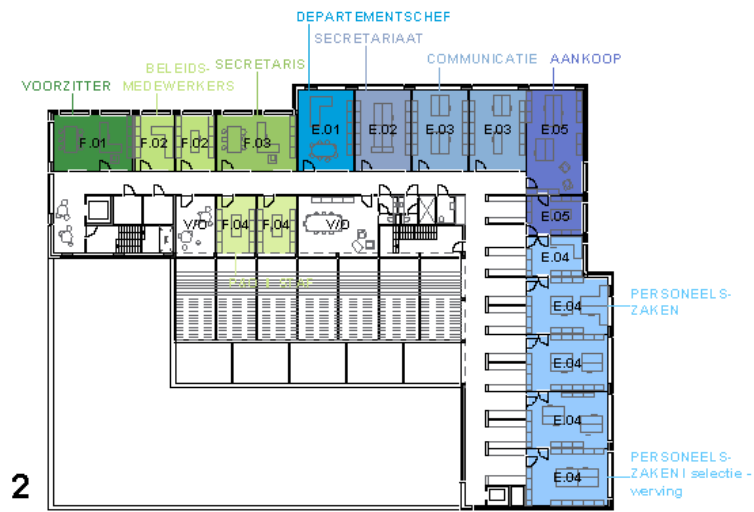 DEPARTEMENTSCHEF
SECRETARIAAT
BELEIDS-
MEDEWERKERS
SECRETARIS
COMMUNICATIE
AANKOOP
VOORZITTER
F.01
F.02
F.02
F.03
E.01
E.02
E.03
E.03
E.05
V/O
F.04
F.04
V/O
E.05
E.04
E.04
PERSONEELS-
ZAKEN
E.04
E.04
E.04
PERSONEELS-
ZAKEN I selectie -
werving
2